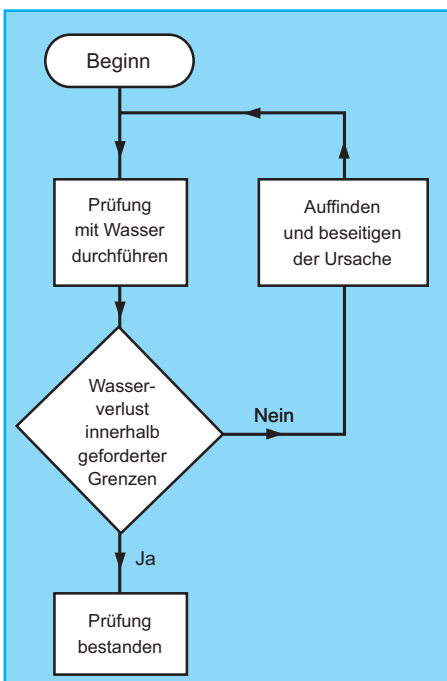 Beginn
Prüfung
mit Wasser
durchführen
Auffinden
und beseitigen
der Ursache
Wasser-
verlust
innerhalb
geforderter
Grenzen
Nein
Ja
Prüfung
bestanden